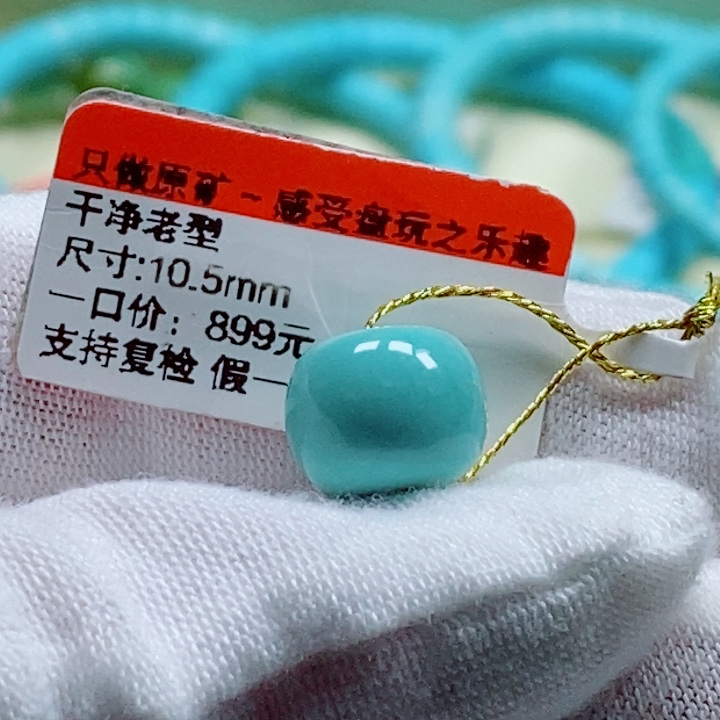 只做原矿~感受盘玩之乐趣
干净老型
尺寸:10.5mm
一口价：899元
支持复检 假一